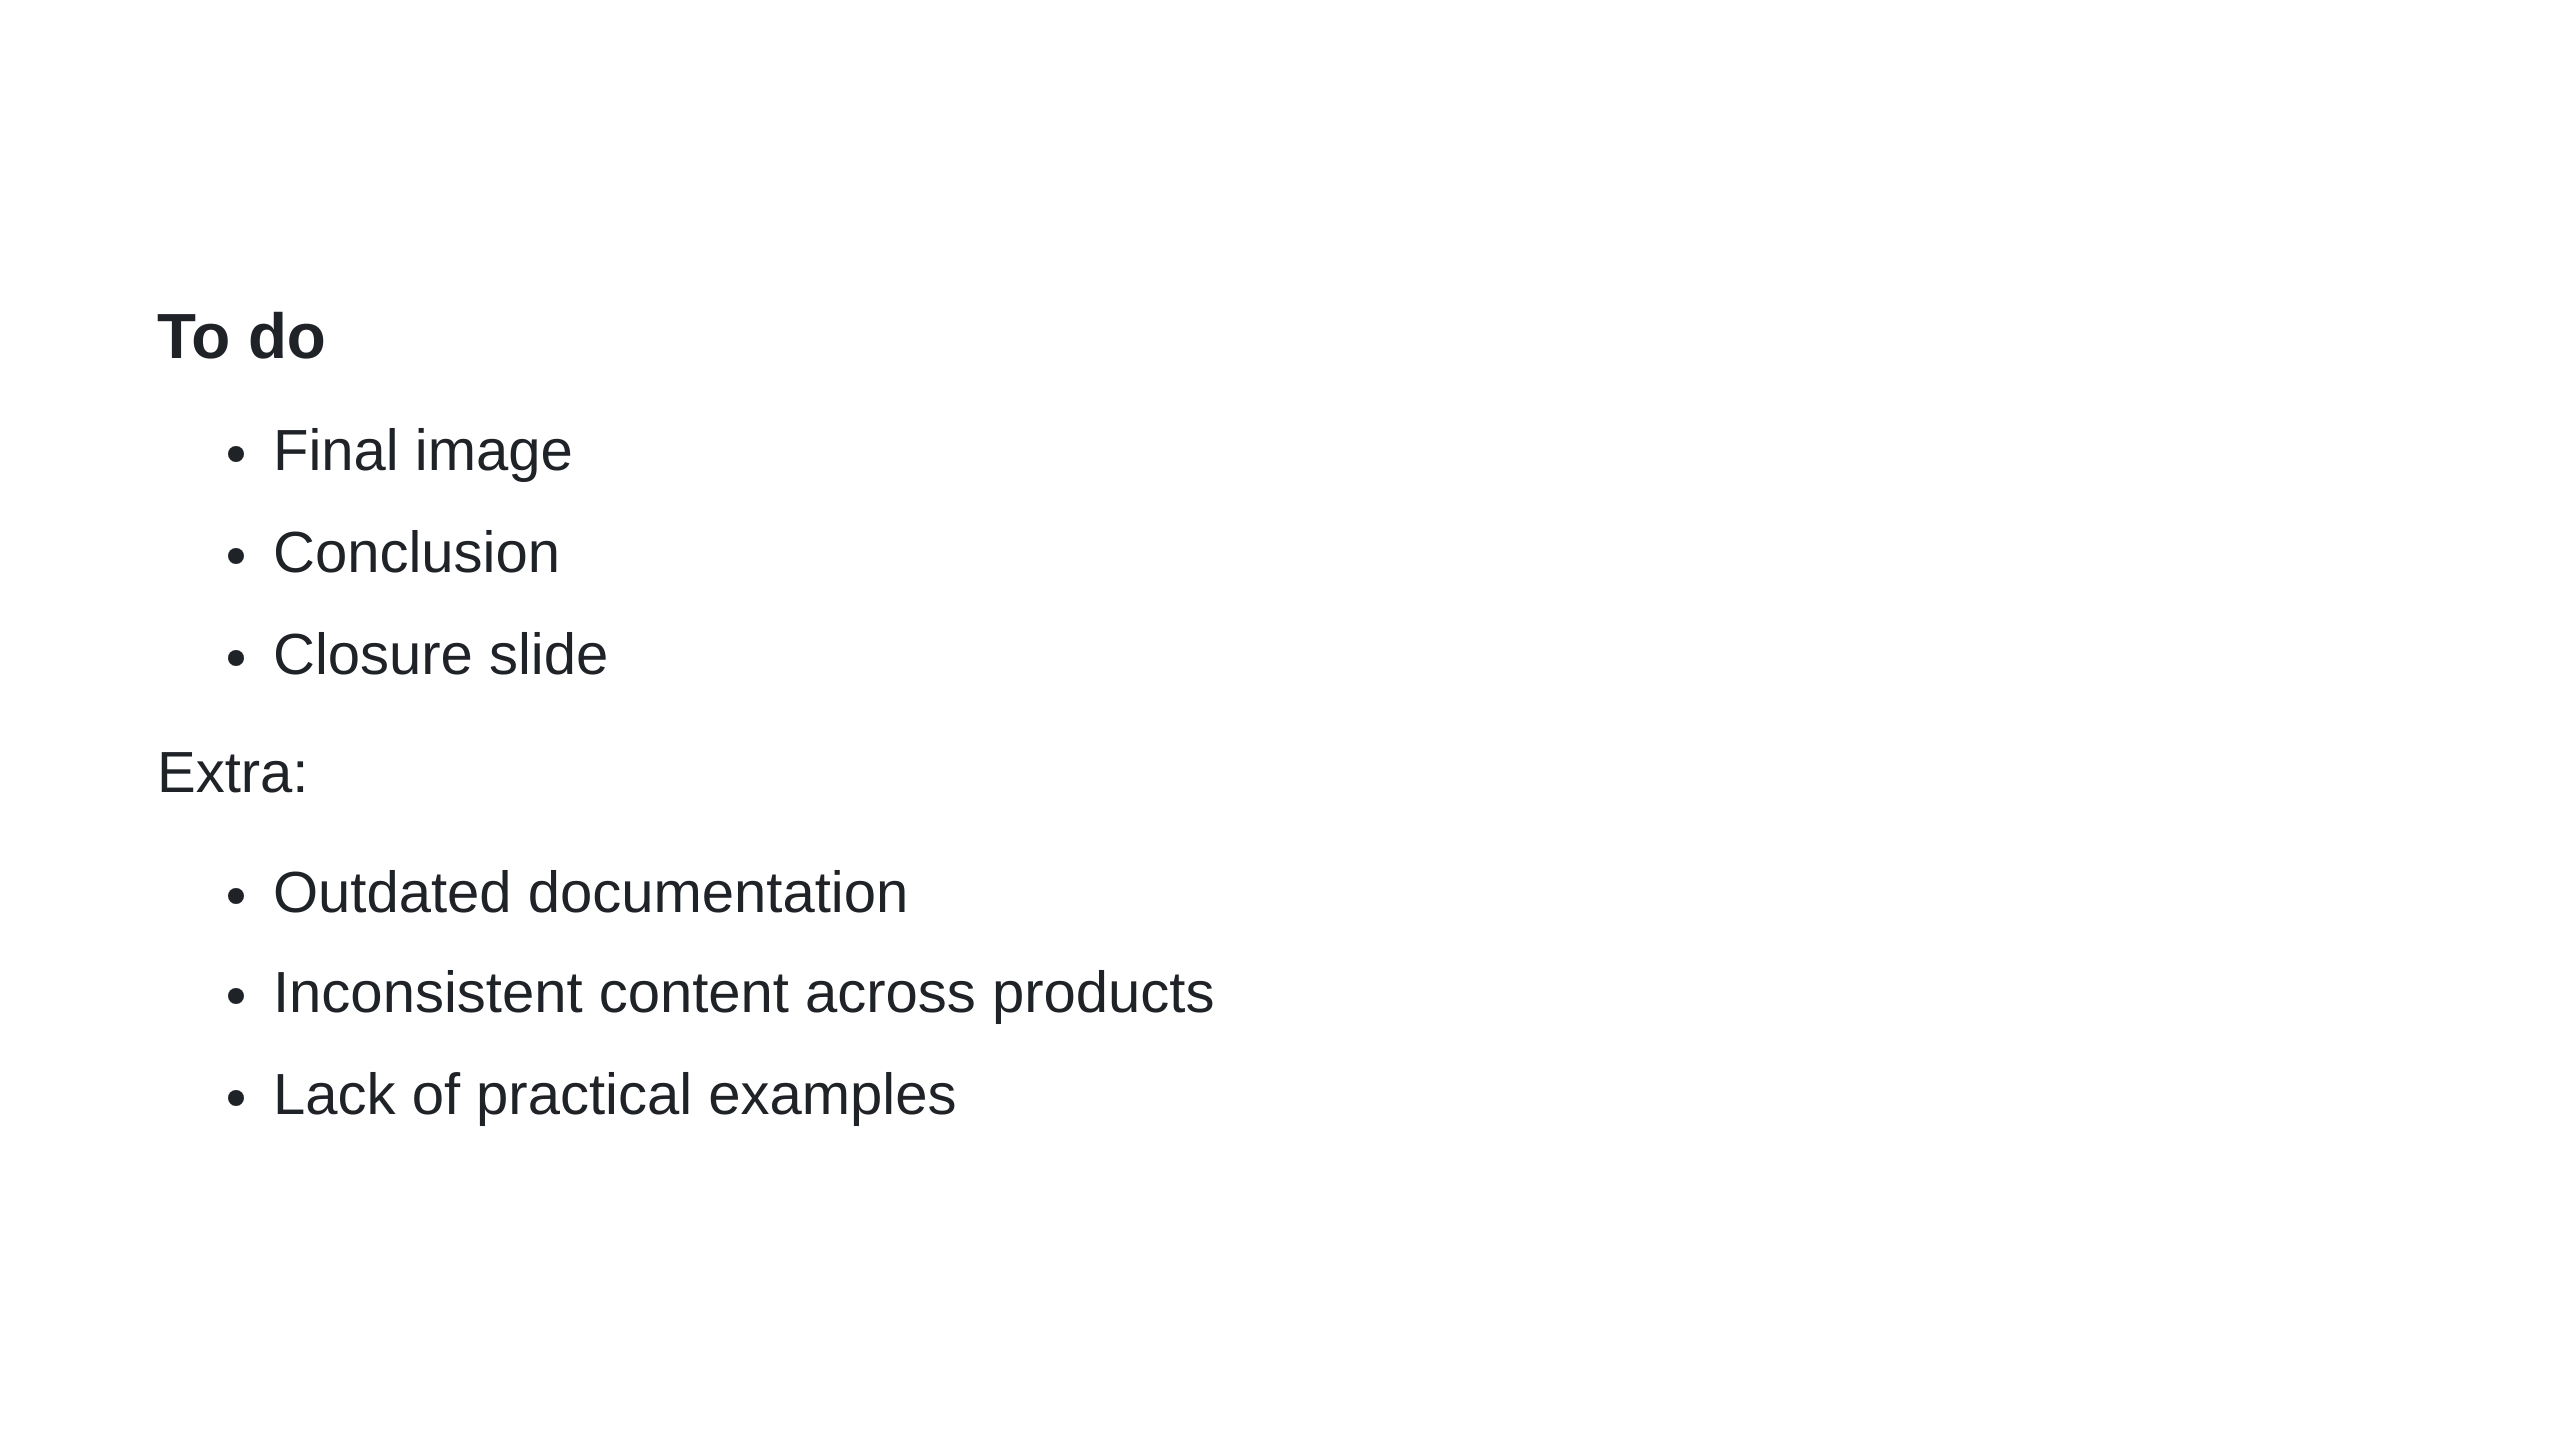 To do
• Final image
• Conclusion
• Closure slide
Extra:
• Outdated documentation
• Inconsistent content across products
• Lack of practical examples